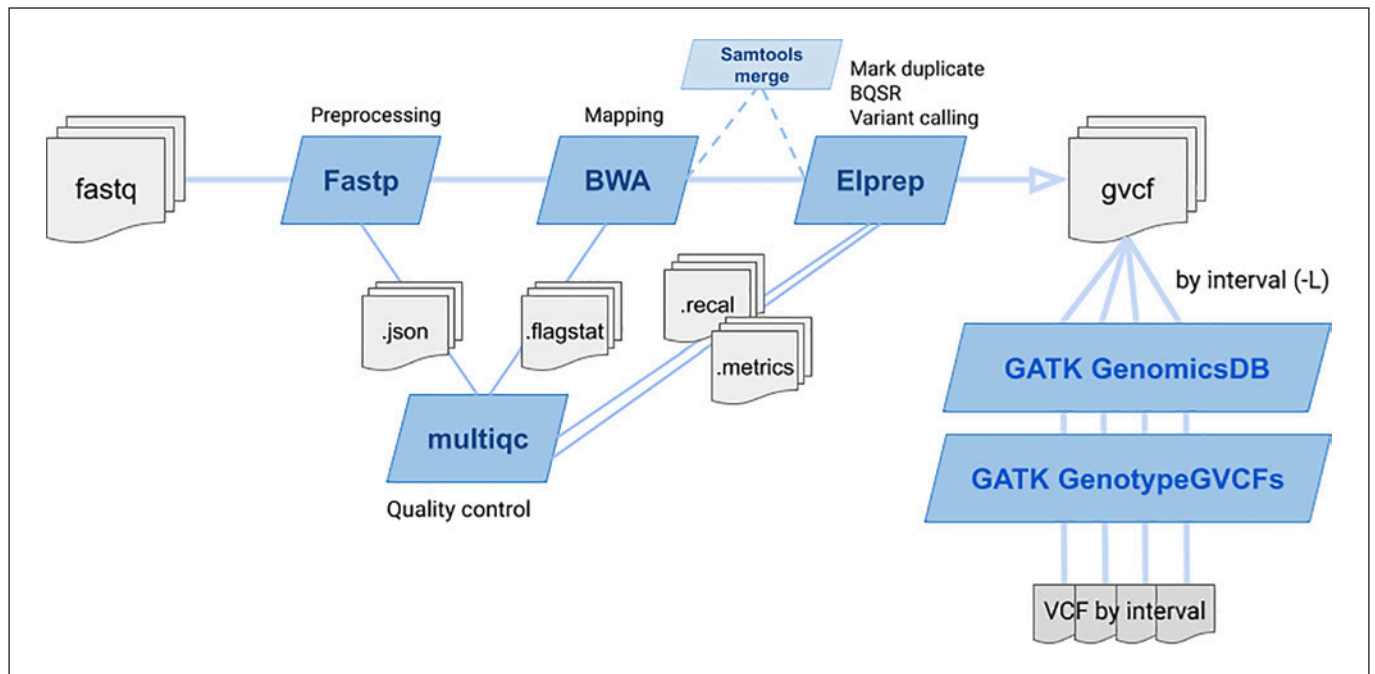 Samtools
merge
Mark duplicate
BQSR
Variant calling
Preprocessing
Mapping
fastq
Fastp
BWA
Elprep
gvcf
by interval (-L)
.json
.flagstat
.recal
.metrics
GATK GenomicsDB
multiqc
GATK GenotypeGVCFs
Quality control
VCF by interval